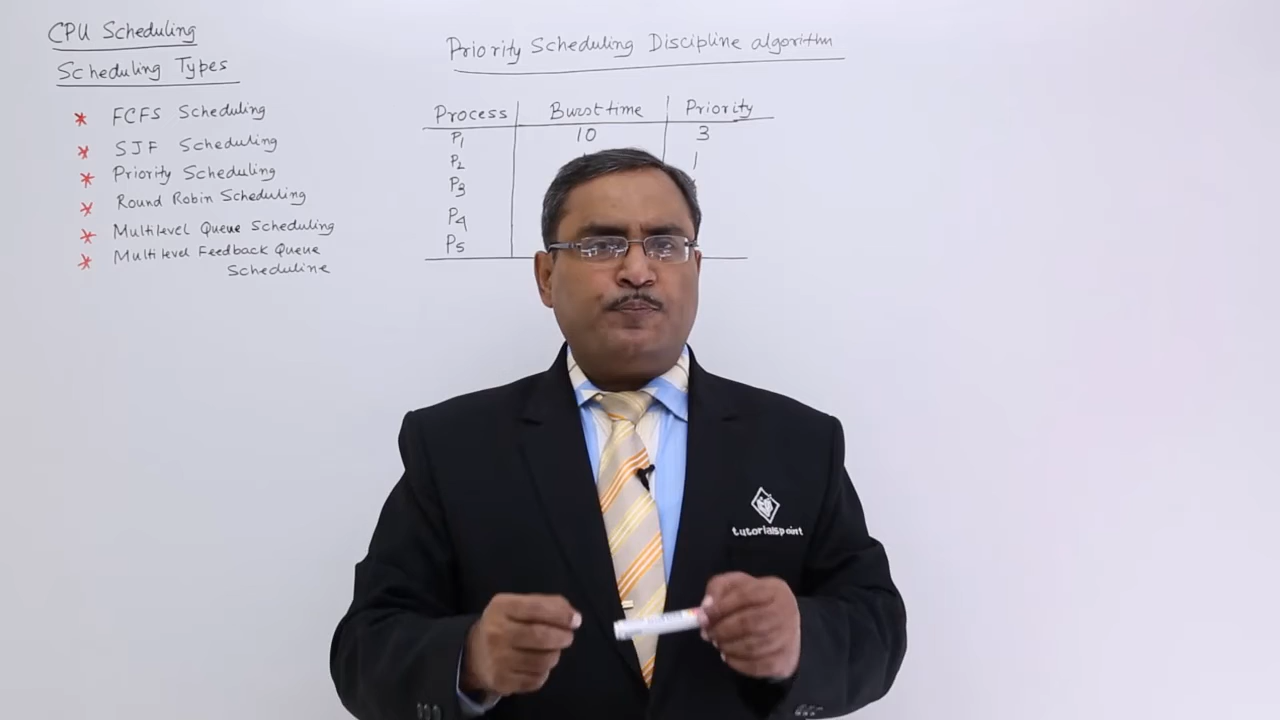 CPU Scheduling
Scheduling Types
* FCFS Scheduling
* SJF Scheduling
* Priority Scheduling
* Round Robin Scheduling
* Multilevel Queue Scheduling
* Multilevel Feedback Queue
Scheduline
Priority Scheduling Discipline algorithm
Process Burst time Priority
P1 10 3
P2 1
P3
P4
P5
tutorialspoint